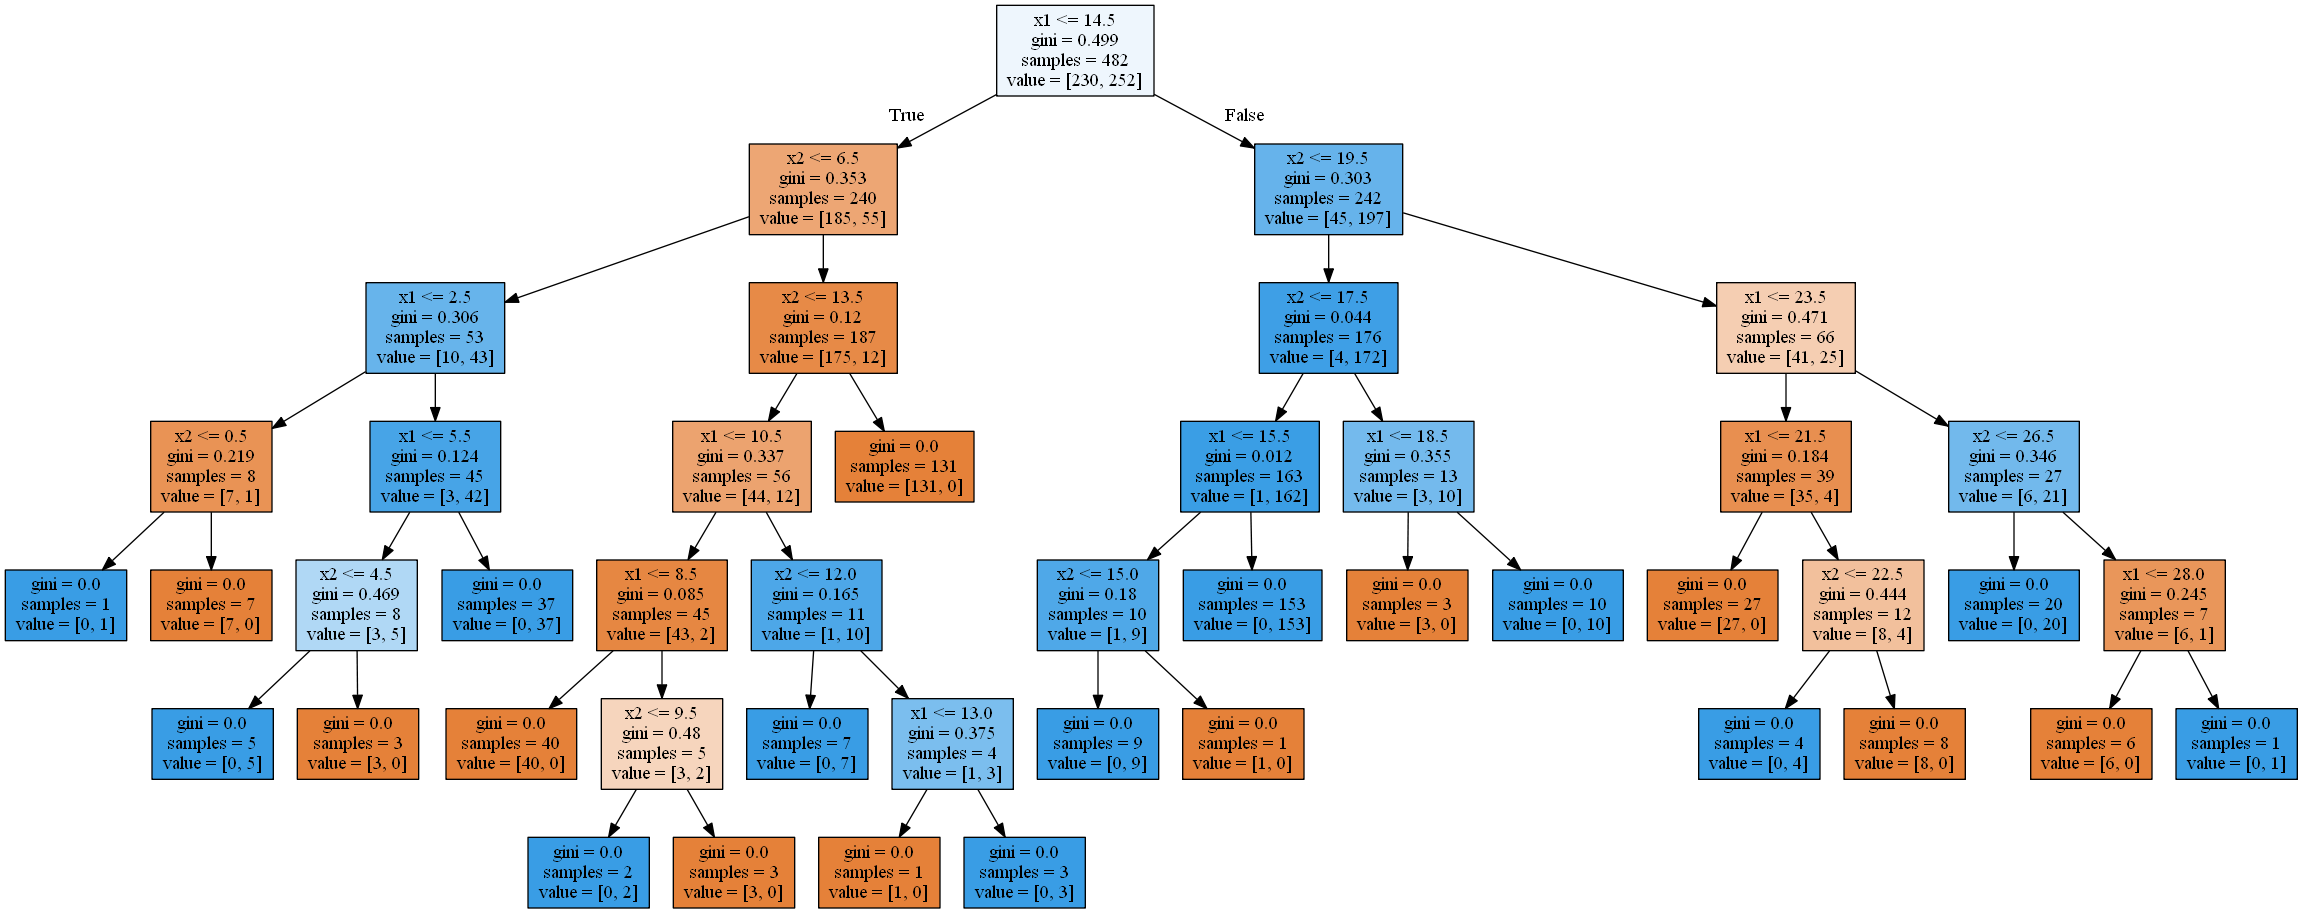 x1 <= 14.5
gini = 0.499
samples = 482
value = [230, 252]
True
False
x2 <= 6.5
gini = 0.353
samples = 240
value = [185, 55]
x2 <= 19.5
gini = 0.303
samples = 242
value = [45, 197]
x1 <= 2.5
gini = 0.306
samples = 53
value = [10, 43]
x2 <= 13.5
gini = 0.12
samples = 187
value = [175, 12]
x2 <= 17.5
gini = 0.044
samples = 176
value = [4, 172]
x1 <= 23.5
gini = 0.471
samples = 66
value = [41, 25]
x2 <= 0.5
gini = 0.219
samples = 8
value = [7, 1]
x1 <= 5.5
gini = 0.124
samples = 45
value = [3, 42]
x1 <= 10.5
gini = 0.337
samples = 56
value = [44, 12]
gini = 0.0
samples = 131
value = [131, 0]
x1 <= 15.5
gini = 0.012
samples = 163
value = [1, 162]
x1 <= 18.5
gini = 0.355
samples = 13
value = [3, 10]
x1 <= 21.5
gini = 0.184
samples = 39
value = [35, 4]
x2 <= 26.5
gini = 0.346
samples = 27
value = [6, 21]
gini = 0.0
samples = 1
value = [0, 1]
gini = 0.0
samples = 7
value = [7, 0]
x2 <= 4.5
gini = 0.469
samples = 8
value = [3, 5]
gini = 0.0
samples = 37
value = [0, 37]
x1 <= 8.5
gini = 0.085
samples = 45
value = [43, 2]
x2 <= 12.0
gini = 0.165
samples = 11
value = [1, 10]
x2 <= 15.0
gini = 0.18
samples = 10
value = [1, 9]
gini = 0.0
samples = 153
value = [0, 153]
gini = 0.0
samples = 3
value = [3, 0]
gini = 0.0
samples = 10
value = [0, 10]
gini = 0.0
samples = 27
value = [27, 0]
x2 <= 22.5
gini = 0.444
samples = 12
value = [8, 4]
gini = 0.0
samples = 20
value = [0, 20]
x1 <= 28.0
gini = 0.245
samples = 7
value = [6, 1]
gini = 0.0
samples = 5
value = [0, 5]
gini = 0.0
samples = 3
value = [3, 0]
gini = 0.0
samples = 40
value = [40, 0]
x2 <= 9.5
gini = 0.48
samples = 5
value = [3, 2]
gini = 0.0
samples = 7
value = [0, 7]
x1 <= 13.0
gini = 0.375
samples = 4
value = [1, 3]
gini = 0.0
samples = 9
value = [0, 9]
gini = 0.0
samples = 1
value = [1, 0]
gini = 0.0
samples = 4
value = [0, 4]
gini = 0.0
samples = 8
value = [8, 0]
gini = 0.0
samples = 6
value = [6, 0]
gini = 0.0
samples = 1
value = [0, 1]
gini = 0.0
samples = 2
value = [0, 2]
gini = 0.0
samples = 3
value = [3, 0]
gini = 0.0
samples = 1
value = [1, 0]
gini = 0.0
samples = 3
value = [0, 3]